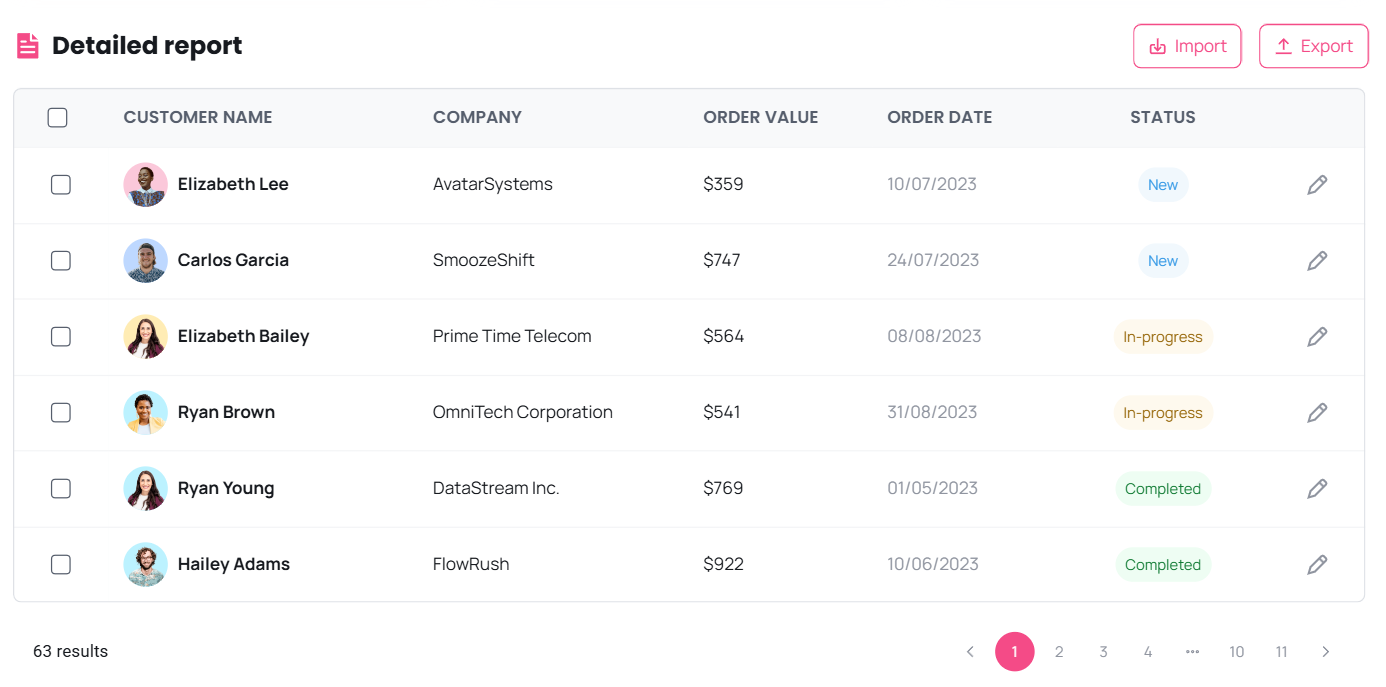 Detailed report
Import
Export
CUSTOMER NAME COMPANY ORDER VALUE ORDER DATE STATUS
Elizabeth Lee AvatarSystems $359 10/07/2023 New
Carlos Garcia SmoozeShift $747 24/07/2023 New
Elizabeth Bailey Prime Time Telecom $564 08/08/2023 In-progress
Ryan Brown OmniTech Corporation $541 31/08/2023 In-progress
Ryan Young DataStream Inc. $769 01/05/2023 Completed
Hailey Adams FlowRush $922 10/06/2023 Completed
63 results
1 2 3 4 ••• 10 11